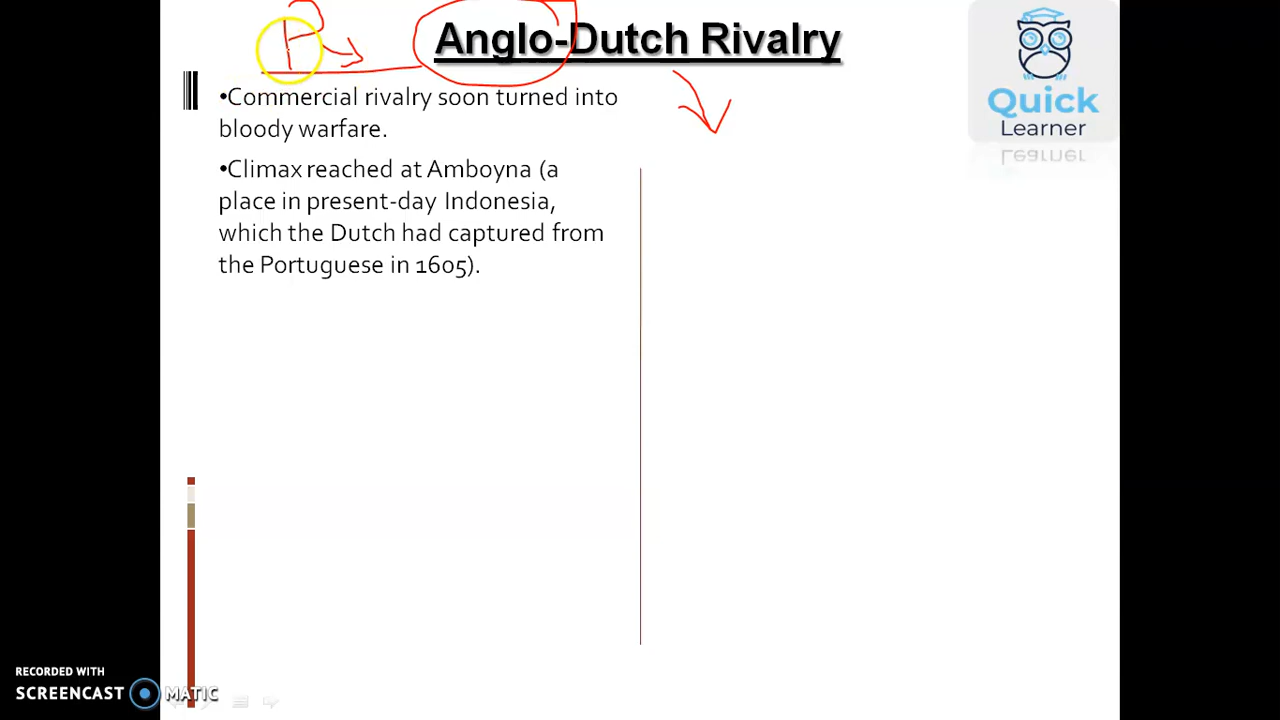 Anglo-Dutch Rivalry
•Commercial rivalry soon turned into
bloody warfare.
•Climax reached at Amboyna (a
place in present-day Indonesia,
which the Dutch had captured from
the Portuguese in 1605).
Quick
Learner
RECORDED WITH
SCREENCAST MATIC